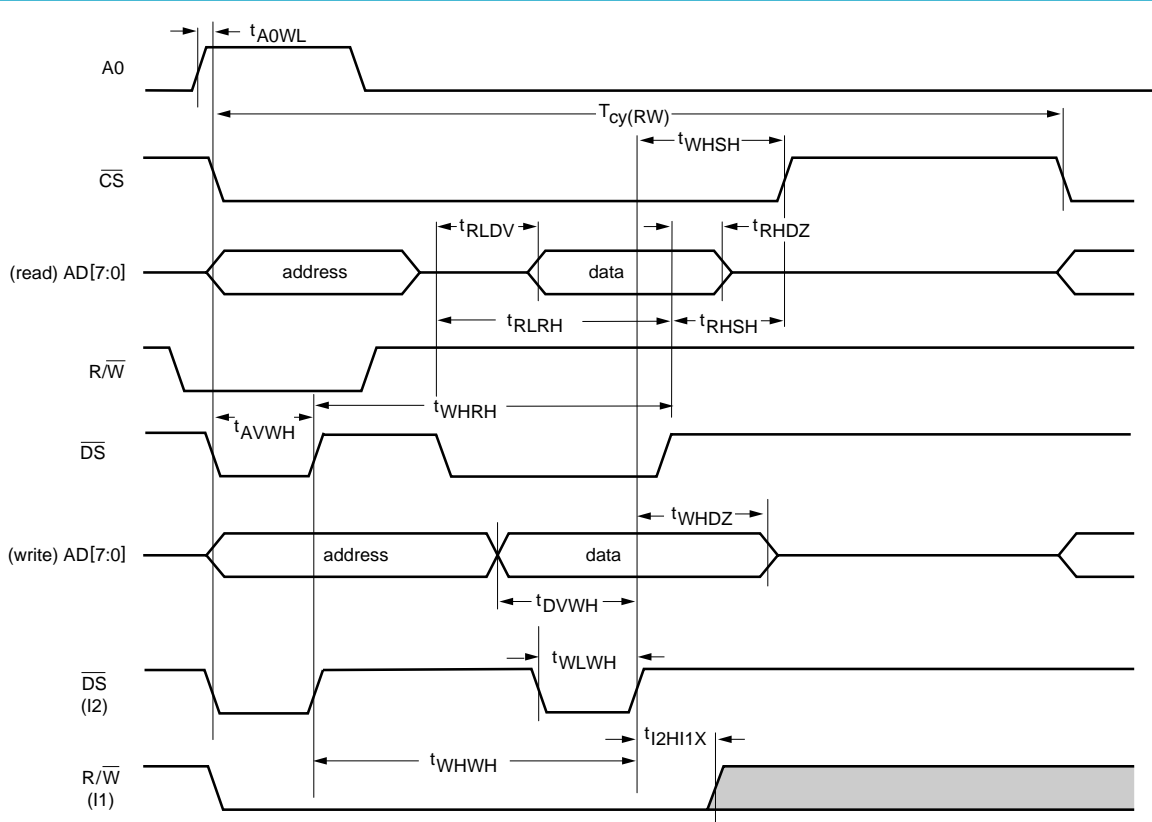 tA0WL
A0
Tcy(RW)
tWHSH
CS
tRLDV
tRHDZ
(read) AD[7:0]
address
data
tRLRH
tRHSH
R/W
tWHRH
tAVWH
DS
tWHDZ
(write) AD[7:0]
address
data
tDVWH
tWLWH
DS
(I2)
tI2HI1X
tWHWH
R/W
(I1)